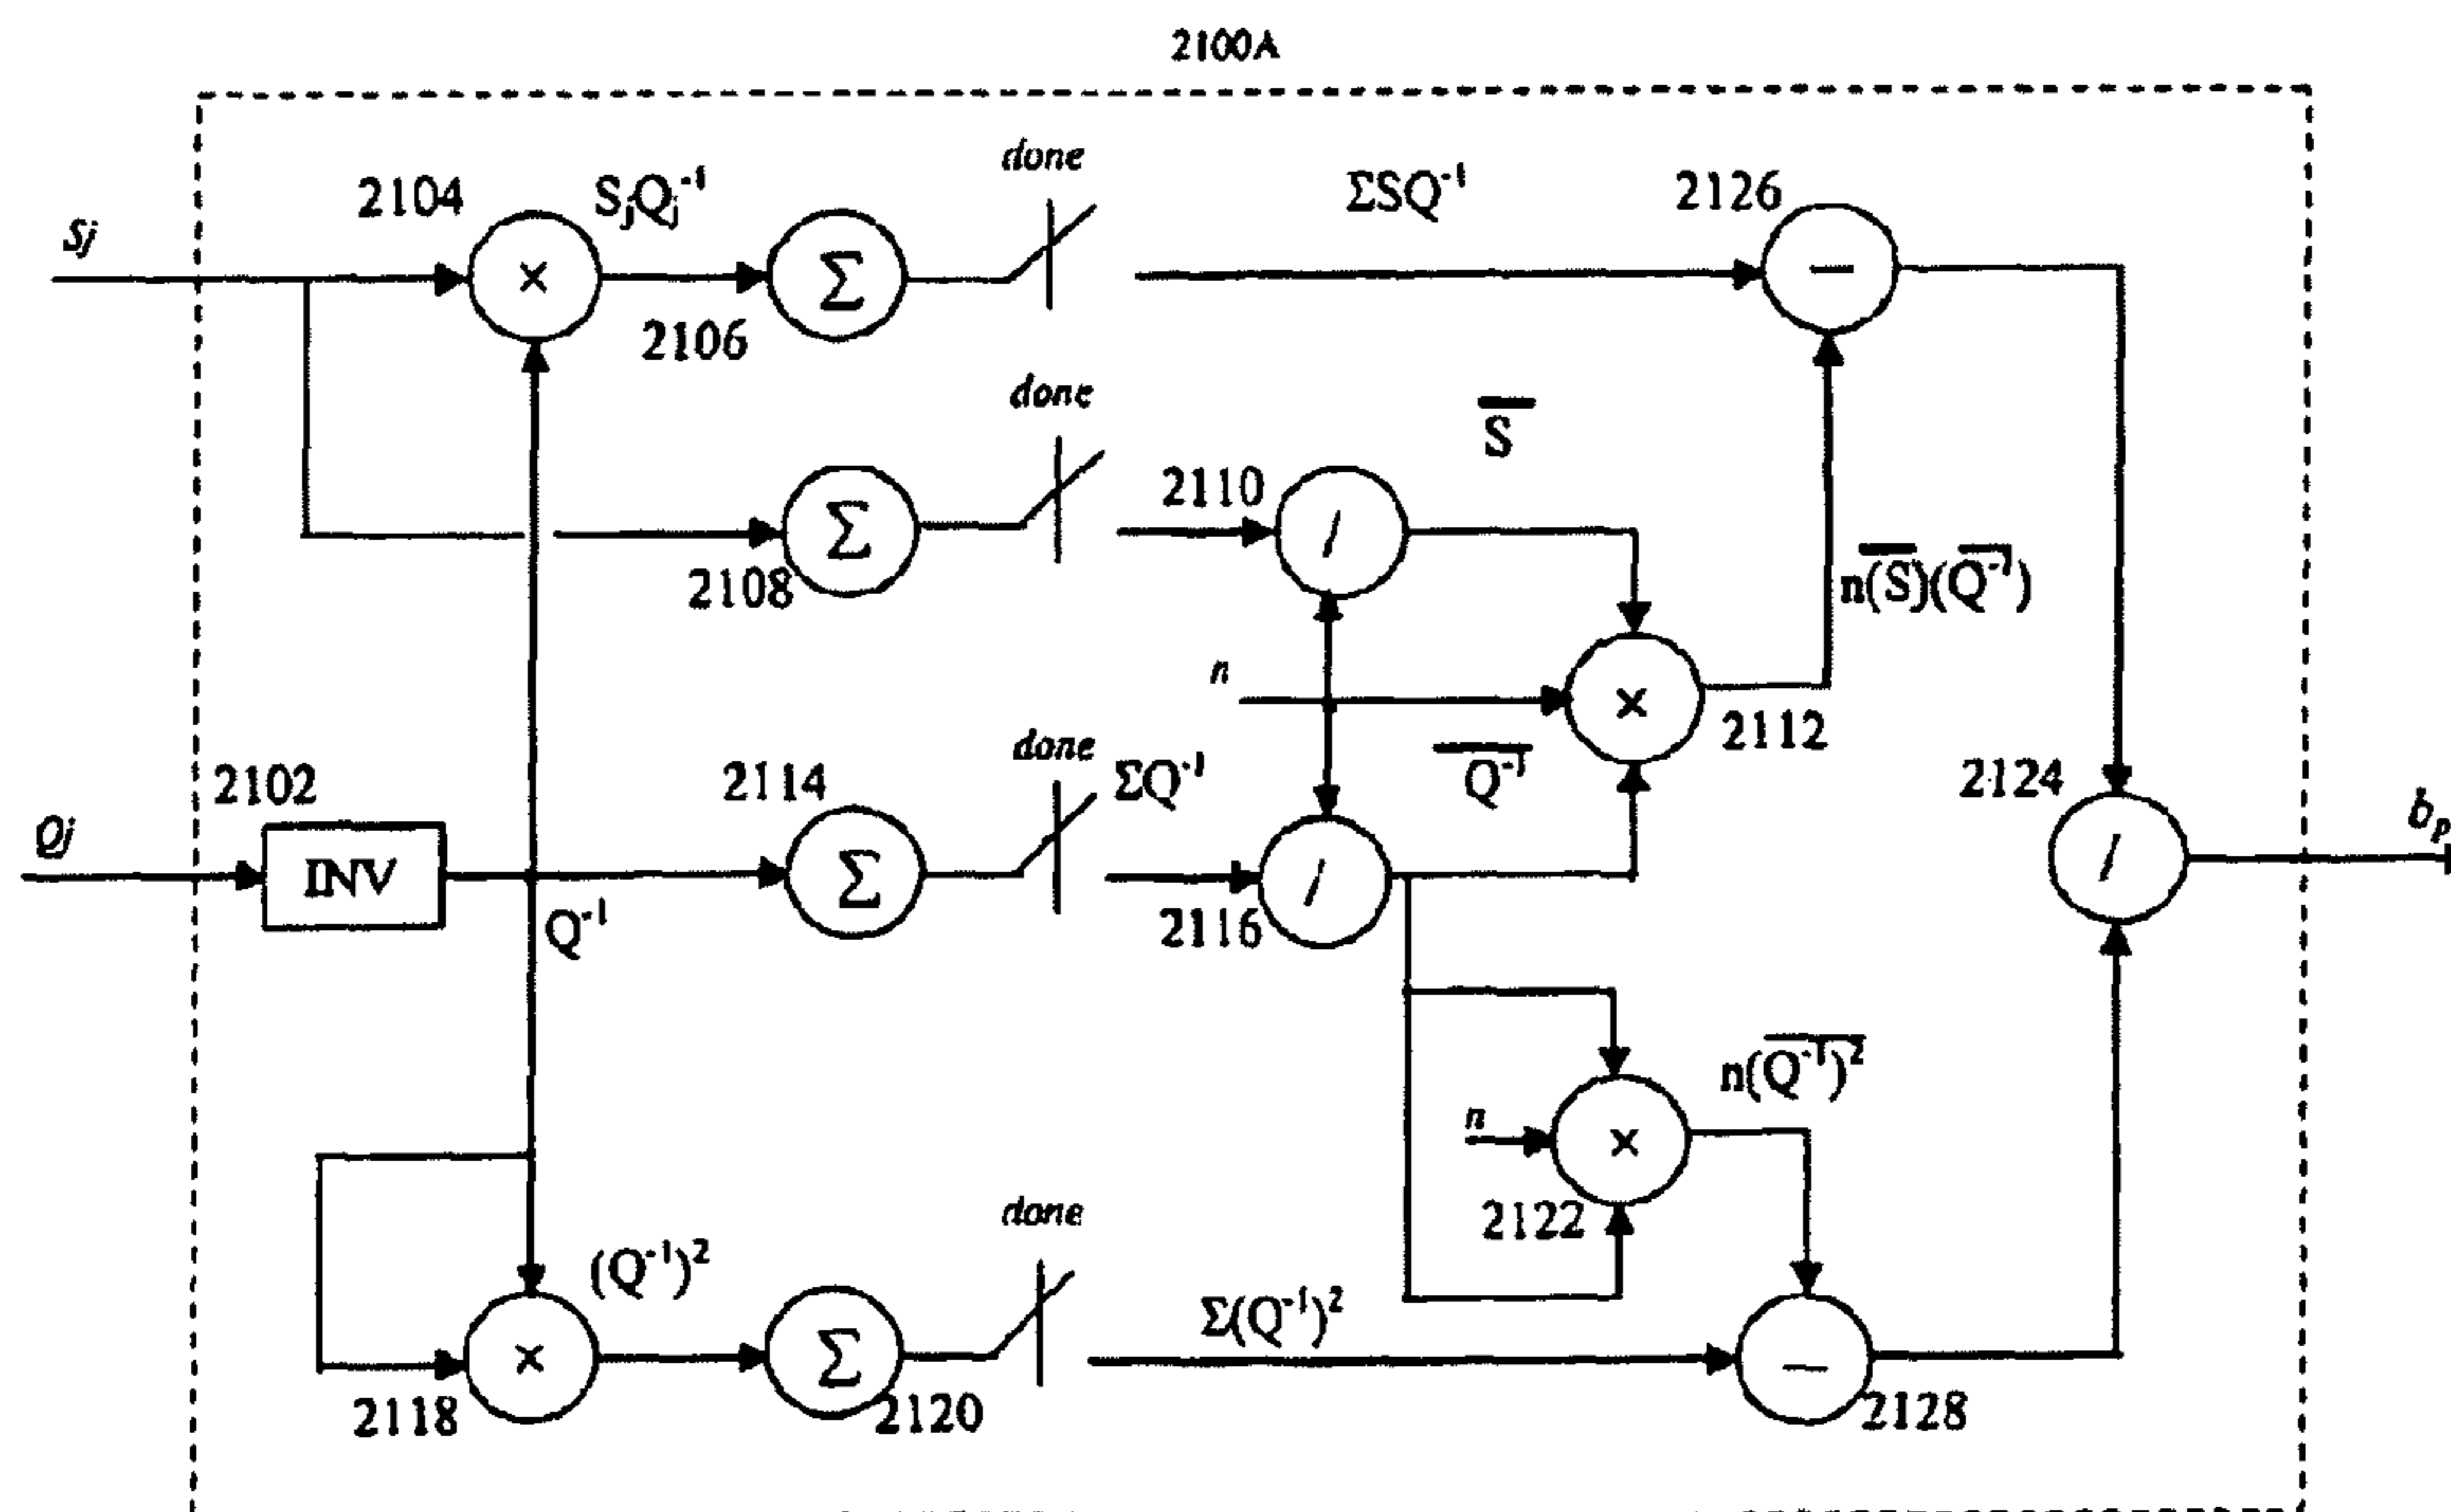 2100A
done
2104 SⱼQⱼ⁻¹ ΣSQ⁻¹ 2126
Sj
× Σ −
2106
done
S̅
2110
/
Σ
2108 n(S̅)(Q̅⁻¹)
n
×
2112
done
Q̅⁻¹
2102 2114 ΣQ⁻¹ 2124
Qj bₚ
INV Σ / /
Q⁻¹ 2116
n(Q̅⁻¹)²
n ×
2122
done
(Q⁻¹)² Σ(Q⁻¹)²
× Σ −
2118 2120 2128